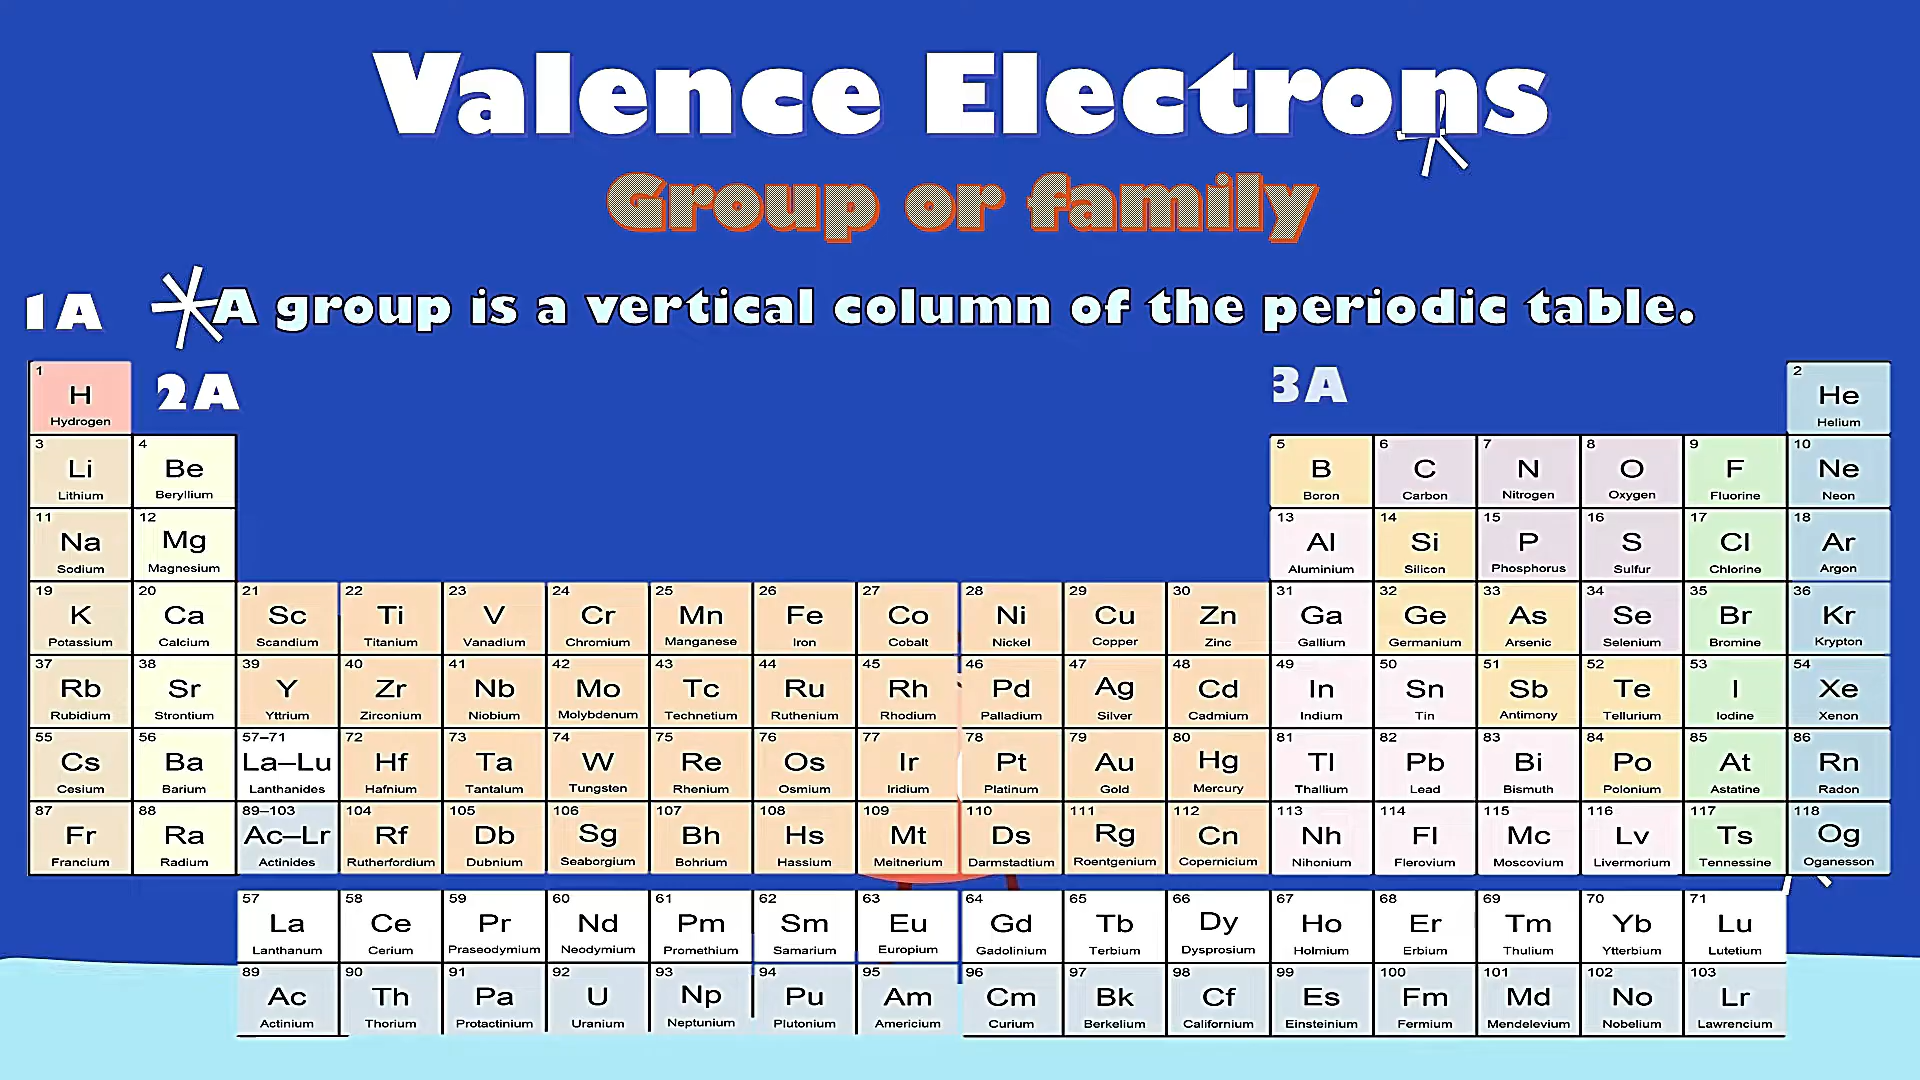 Valence Electrons
Group or family
1A
A group is a vertical column of the periodic table.
2A
3A
1 H Hydrogen
2 He Helium
3 Li Lithium
4 Be Beryllium
5 B Boron
6 C Carbon
7 N Nitrogen
8 O Oxygen
9 F Fluorine
10 Ne Neon
11 Na Sodium
12 Mg Magnesium
13 Al Aluminium
14 Si Silicon
15 P Phosphorus
16 S Sulfur
17 Cl Chlorine
18 Ar Argon
19 K Potassium
20 Ca Calcium
21 Sc Scandium
22 Ti Titanium
23 V Vanadium
24 Cr Chromium
25 Mn Manganese
26 Fe Iron
27 Co Cobalt
28 Ni Nickel
29 Cu Copper
30 Zn Zinc
31 Ga Gallium
32 Ge Germanium
33 As Arsenic
34 Se Selenium
35 Br Bromine
36 Kr Krypton
37 Rb Rubidium
38 Sr Strontium
39 Y Yttrium
40 Zr Zirconium
41 Nb Niobium
42 Mo Molybdenum
43 Tc Technetium
44 Ru Ruthenium
45 Rh Rhodium
46 Pd Palladium
47 Ag Silver
48 Cd Cadmium
49 In Indium
50 Sn Tin
51 Sb Antimony
52 Te Tellurium
53 I Iodine
54 Xe Xenon
55 Cs Cesium
56 Ba Barium
57–71 La–Lu Lanthanides
72 Hf Hafnium
73 Ta Tantalum
74 W Tungsten
75 Re Rhenium
76 Os Osmium
77 Ir Iridium
78 Pt Platinum
79 Au Gold
80 Hg Mercury
81 Tl Thallium
82 Pb Lead
83 Bi Bismuth
84 Po Polonium
85 At Astatine
86 Rn Radon
87 Fr Francium
88 Ra Radium
89–103 Ac–Lr Actinides
104 Rf Rutherfordium
105 Db Dubnium
106 Sg Seaborgium
107 Bh Bohrium
108 Hs Hassium
109 Mt Meitnerium
110 Ds Darmstadtium
111 Rg Roentgenium
112 Cn Copernicium
113 Nh Nihonium
114 Fl Flerovium
115 Mc Moscovium
116 Lv Livermorium
117 Ts Tennessine
118 Og Oganesson
57 La Lanthanum
58 Ce Cerium
59 Pr Praseodymium
60 Nd Neodymium
61 Pm Promethium
62 Sm Samarium
63 Eu Europium
64 Gd Gadolinium
65 Tb Terbium
66 Dy Dysprosium
67 Ho Holmium
68 Er Erbium
69 Tm Thulium
70 Yb Ytterbium
71 Lu Lutetium
89 Ac Actinium
90 Th Thorium
91 Pa Protactinium
92 U Uranium
93 Np Neptunium
94 Pu Plutonium
95 Am Americium
96 Cm Curium
97 Bk Berkelium
98 Cf Californium
99 Es Einsteinium
100 Fm Fermium
101 Md Mendelevium
102 No Nobelium
103 Lr Lawrencium